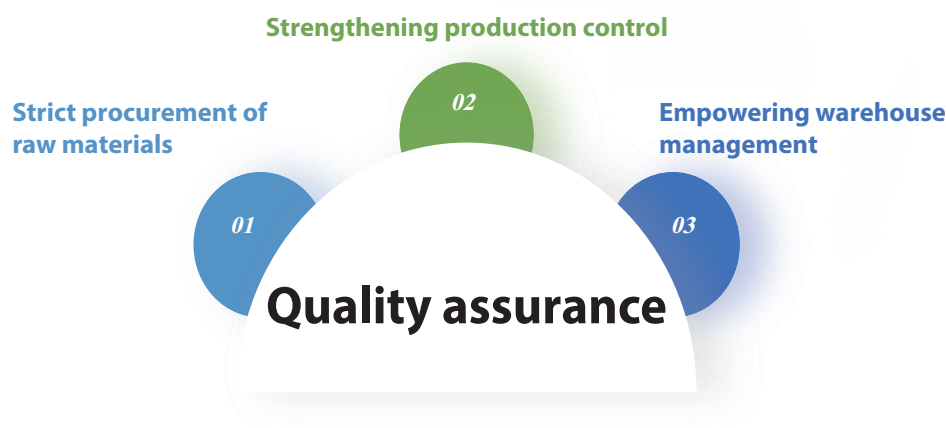 Strengthening production control
02
Strict procurement of
raw materials
Empowering warehouse
management
01
03
Quality assurance